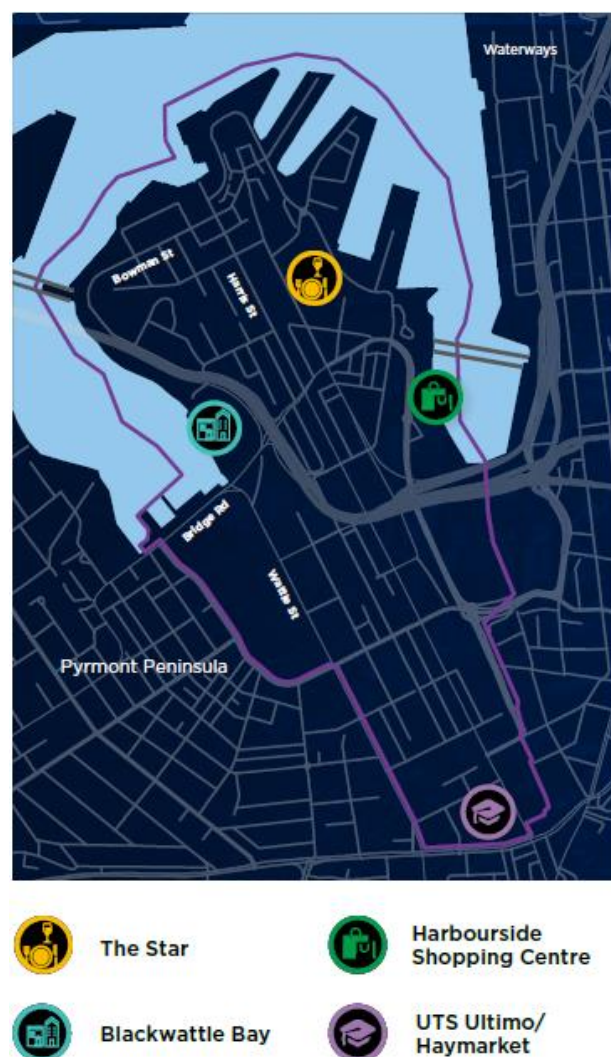 Waterways
Bowman St
Harris St
Bridge Rd
Wattle St
Pyrmont Peninsula
The Star
Harbourside
Shopping Centre
Blackwattle Bay
UTS Ultimo/
Haymarket